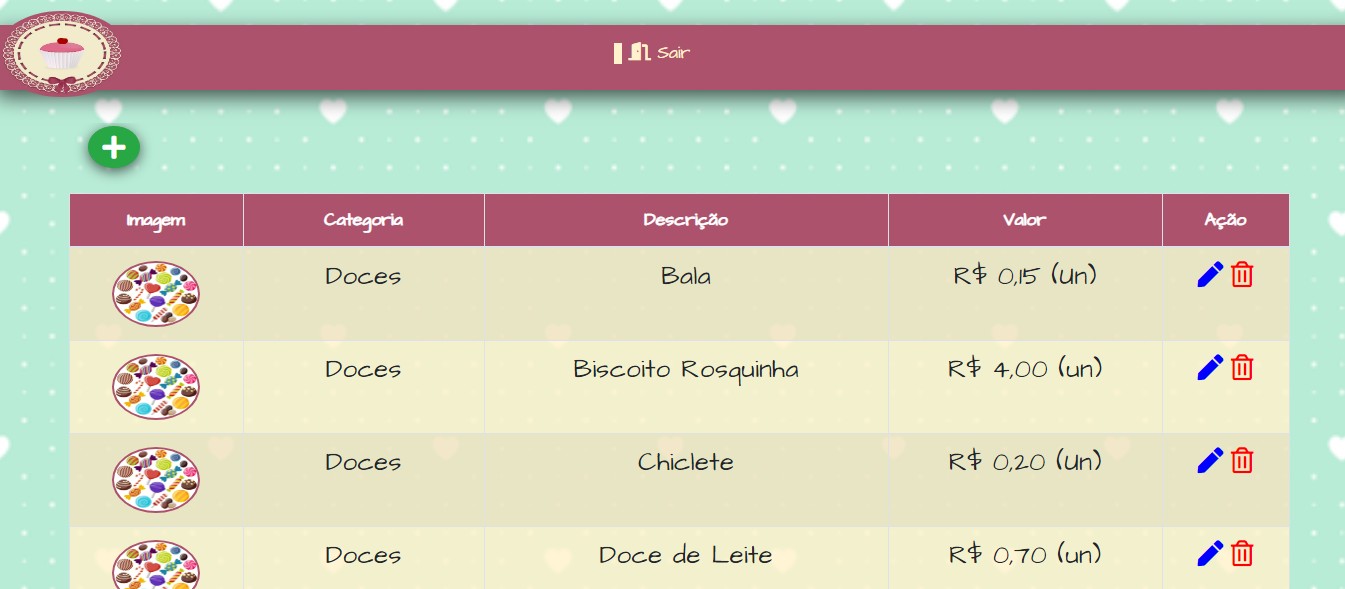 Sair
Imagem Categoria Descrição Valor Ação
Doces Bala R$ 0,15 (Un)
Doces Biscoito Rosquinha R$ 4,00 (un)
Doces Chiclete R$ 0,20 (Un)
Doces Doce de Leite R$ 0,70 (un)